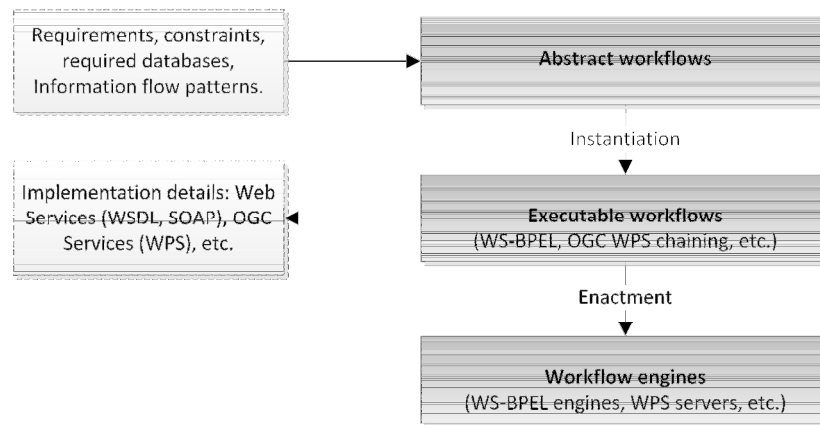 Requirements, constraints,
required databases,
Information flow patterns.
Abstract workflows
Instantiation
Implementation details: Web
Services (WSDL, SOAP), OGC
Services (WPS), etc.
Executable workflows
(WS-BPEL, OGC WPS chaining, etc.)
Enactment
Workflow engines
(WS-BPEL engines, WPS servers, etc.)